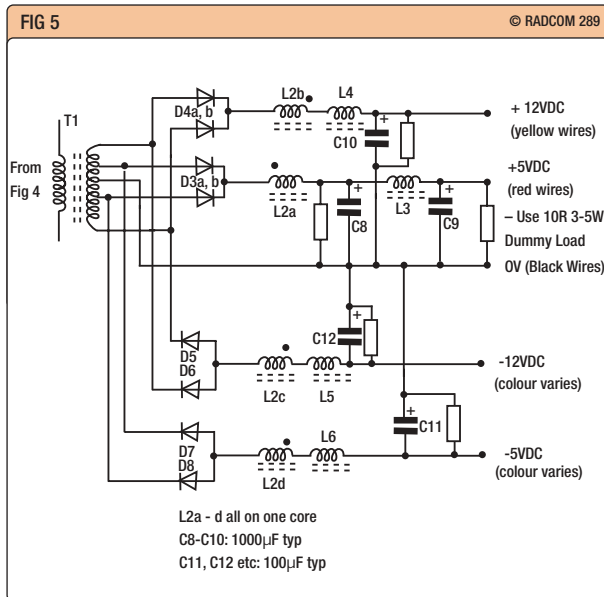 FIG 5
© RADCOM 289
T1
From
Fig 4
D4a, b
L2b
L4
C10
+
+ 12VDC
(yellow wires)
D3a, b
L2a
+
C8
L3
+
C9
+5VDC
(red wires)
– Use 10R 3-5W
Dummy Load
0V (Black Wires)
+
C12
D5
D6
L2c
L5
-12VDC
(colour varies)
+
C11
D7
D8
L2d
L6
-5VDC
(colour varies)
L2a - d all on one core
C8-C10: 1000µF typ
C11, C12 etc: 100µF typ